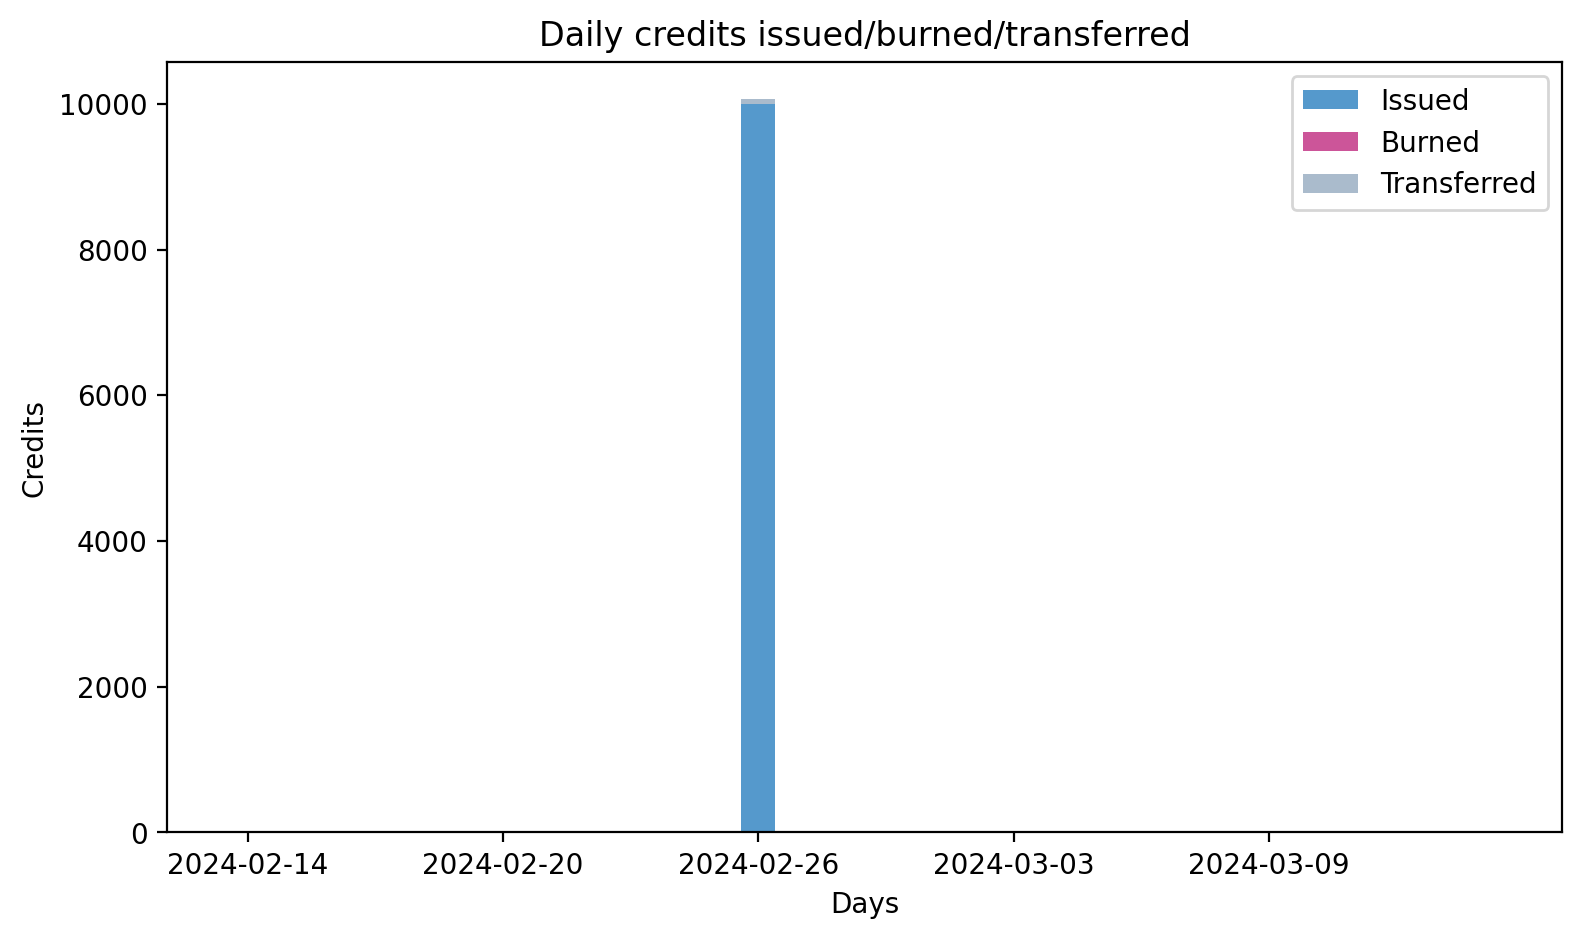 Daily credits issued/burned/transferred
10000
8000
6000
4000
2000
0
Credits
Issued
Burned
Transferred
2024-02-14 2024-02-20 2024-02-26 2024-03-03 2024-03-09
Days